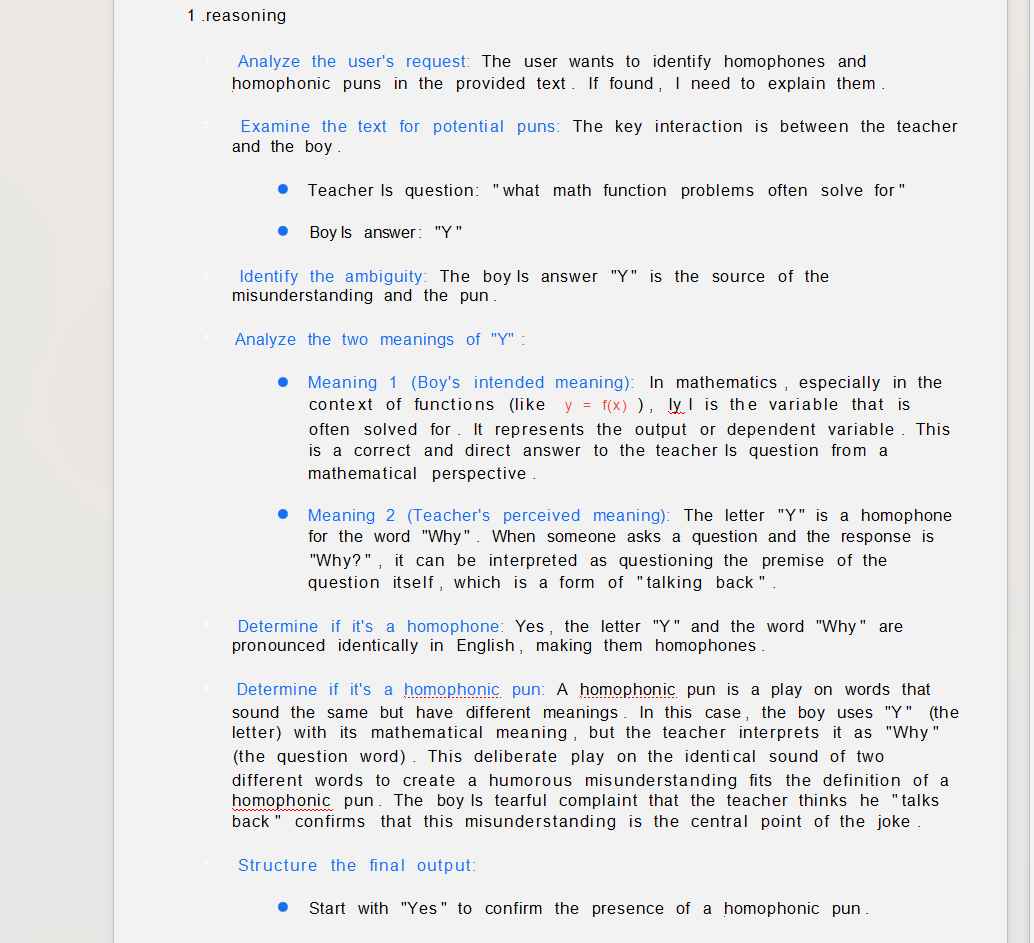 1 .reasoning
1 Analyze the user's request: The user wants to identify homophones and
homophonic puns in the provided text . If found , I need to explain them .
2 Examine the text for potential puns: The key interaction is between the teacher
and the boy .
● Teacher Is question: "what math function problems often solve for"
● Boy Is answer: "Y"
3 Identify the ambiguity: The boy Is answer "Y" is the source of the
misunderstanding and the pun .
4 Analyze the two meanings of "Y" :
● Meaning 1 (Boy's intended meaning): In mathematics , especially in the
context of functions (like y = f(x) ) , ly l is the variable that is
often solved for . It represents the output or dependent variable . This
is a correct and direct answer to the teacher Is question from a
mathematical perspective .
● Meaning 2 (Teacher's perceived meaning): The letter "Y" is a homophone
for the word "Why" . When someone asks a question and the response is
"Why?" , it can be interpreted as questioning the premise of the
question itself , which is a form of "talking back" .
5 Determine if it's a homophone: Yes , the letter "Y" and the word "Why" are
pronounced identically in English , making them homophones .
6 Determine if it's a homophonic pun: A homophonic pun is a play on words that
sound the same but have different meanings . In this case , the boy uses "Y" (the
letter) with its mathematical meaning , but the teacher interprets it as "Why"
(the question word) . This deliberate play on the identical sound of two
different words to create a humorous misunderstanding fits the definition of a
homophonic pun . The boy Is tearful complaint that the teacher thinks he "talks
back" confirms that this misunderstanding is the central point of the joke .
7 Structure the final output:
● Start with "Yes" to confirm the presence of a homophonic pun .